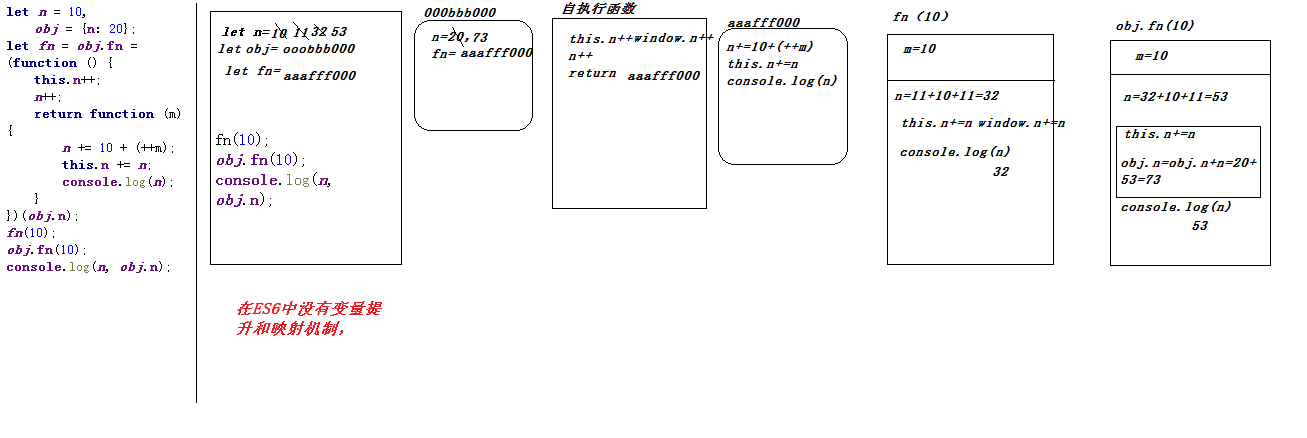 let n = 10,
obj = {n: 20};
let fn = obj.fn =
(function () {
this.n++;
n++;
return function (m)
{
n += 10 + (++m);
this.n += n;
console.log(n);
}
})(obj.n);
fn(10);
obj.fn(10);
console.log(n, obj.n);
let n=10 11 32 53
let obj= ooobbb000
let fn= aaafff000
fn(10);
obj.fn(10);
console.log(n,
obj.n);
在ES6中没有变量提
升和映射机制，
000bbb000
n=20,73
fn= aaafff000
自执行函数
this.n++window.n++
n++
return aaafff000
aaafff000
n+=10+(++m)
this.n+=n
console.log(n)
fn（10）
m=10
n=11+10+11=32
this.n+=n window.n+=n
console.log(n)
32
obj.fn(10)
m=10
n=32+10+11=53
this.n+=n
obj.n=obj.n+n=20+
53=73
console.log(n)
53